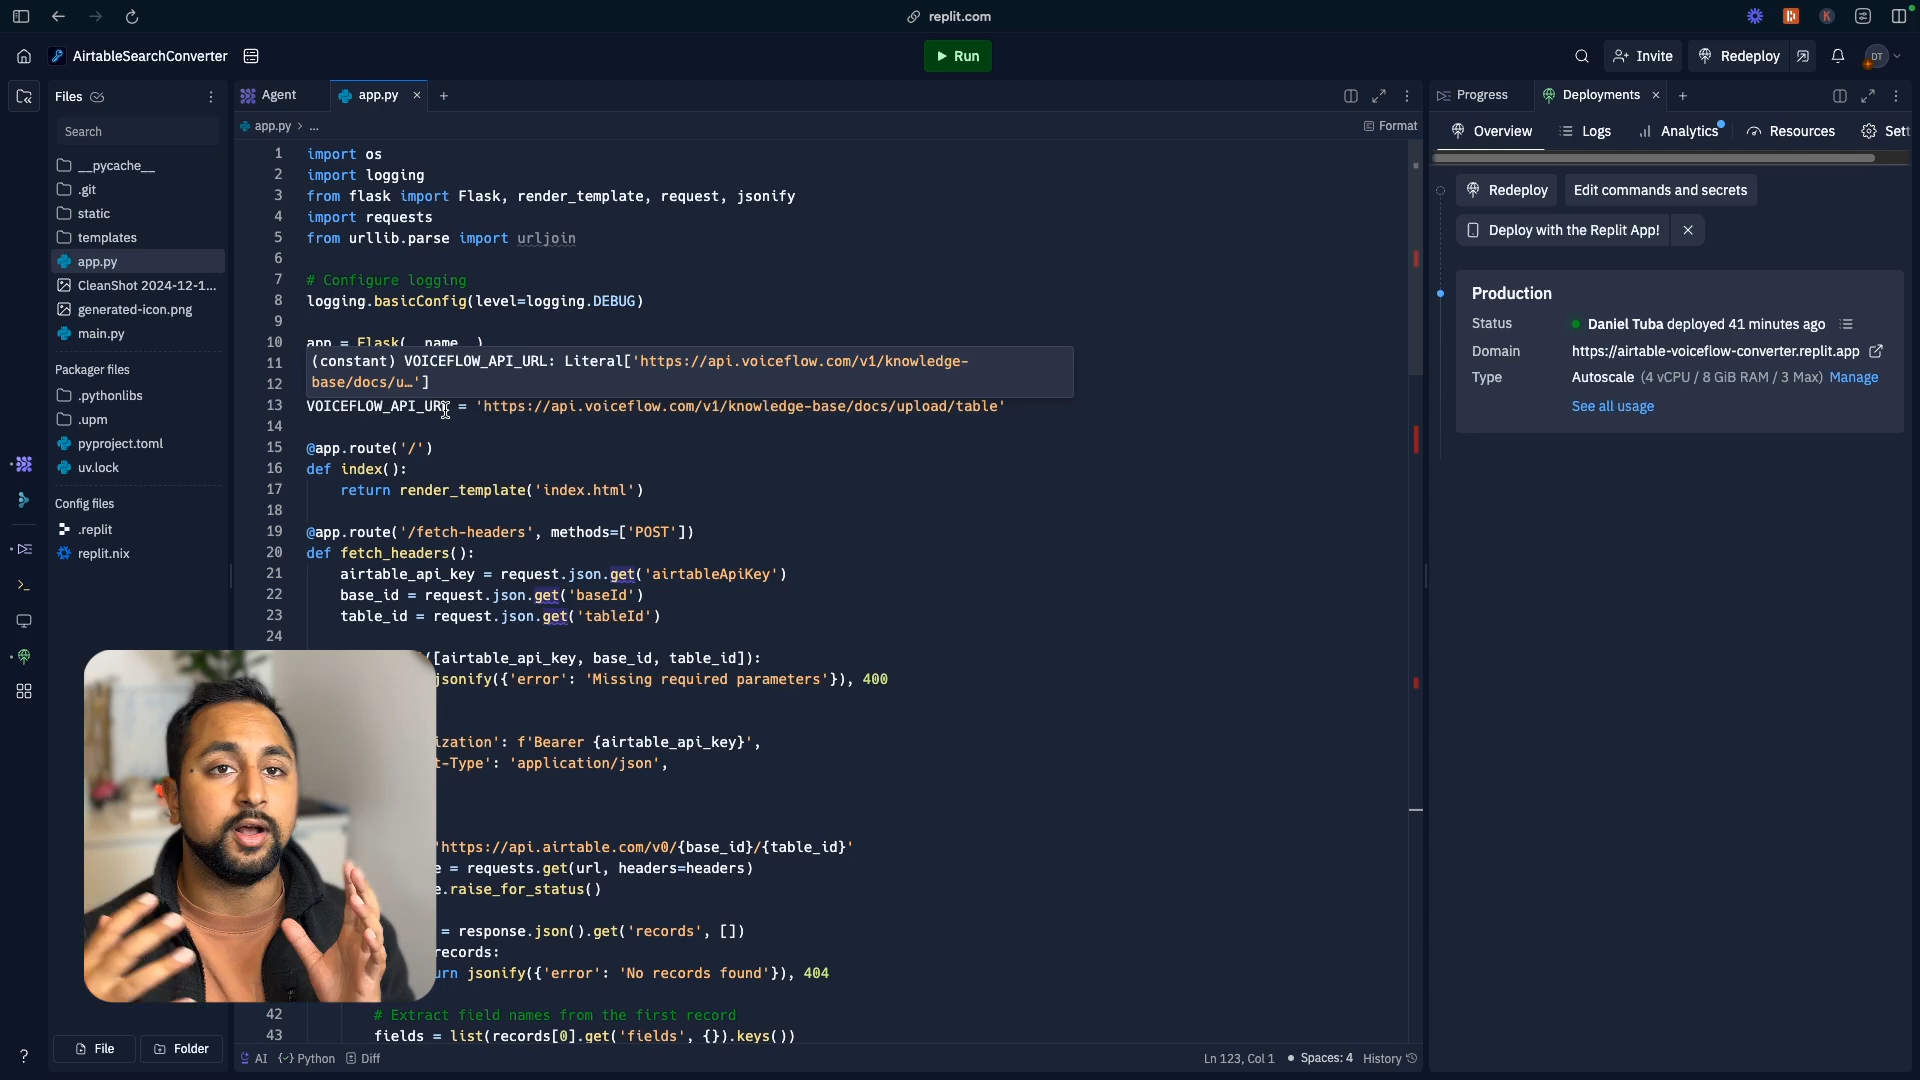 replit.com
K
AirtableSearchConverter
Run
Invite
Redeploy
DT
Files
Search
__pycache__
.git
static
templates
app.py
CleanShot 2024-12-1...
generated-icon.png
main.py
Packager files
.pythonlibs
.upm
pyproject.toml
uv.lock
Config files
.replit
replit.nix
File
Folder
?
Agent
app.py
app.py > ...
Format
1 import os
2 import logging
3 from flask import Flask, render_template, request, jsonify
4 import requests
5 from urllib.parse import urljoin
6
7 # Configure logging
8 logging.basicConfig(level=logging.DEBUG)
9
10 app = Flask(__name__)
11 (constant) VOICEFLOW_API_URL: Literal['https://api.voiceflow.com/v1/knowledge-
12 base/docs/u…']
13 VOICEFLOW_API_URL = 'https://api.voiceflow.com/v1/knowledge-base/docs/upload/table'
14
15 @app.route('/')
16 def index():
17 return render_template('index.html')
18
19 @app.route('/fetch-headers', methods=['POST'])
20 def fetch_headers():
21 airtable_api_key = request.json.get('airtableApiKey')
22 base_id = request.json.get('baseId')
23 table_id = request.json.get('tableId')
24
([airtable_api_key, base_id, table_id]):
jsonify({'error': 'Missing required parameters'}), 400
ization': f'Bearer {airtable_api_key}',
t-Type': 'application/json',
'https://api.airtable.com/v0/{base_id}/{table_id}'
e = requests.get(url, headers=headers)
e.raise_for_status()
= response.json().get('records', [])
records:
urn jsonify({'error': 'No records found'}), 404
42 # Extract field names from the first record
43 fields = list(records[0].get('fields', {}).keys())
AI
Python
Diff
Ln 123, Col 1
Spaces: 4
History
Progress
Deployments
Overview
Logs
Analytics
Resources
Sett
Redeploy
Edit commands and secrets
Deploy with the Replit App!
Production
Status Daniel Tuba deployed 41 minutes ago
Domain https://airtable-voiceflow-converter.replit.app
Type Autoscale (4 vCPU / 8 GiB RAM / 3 Max) Manage
See all usage